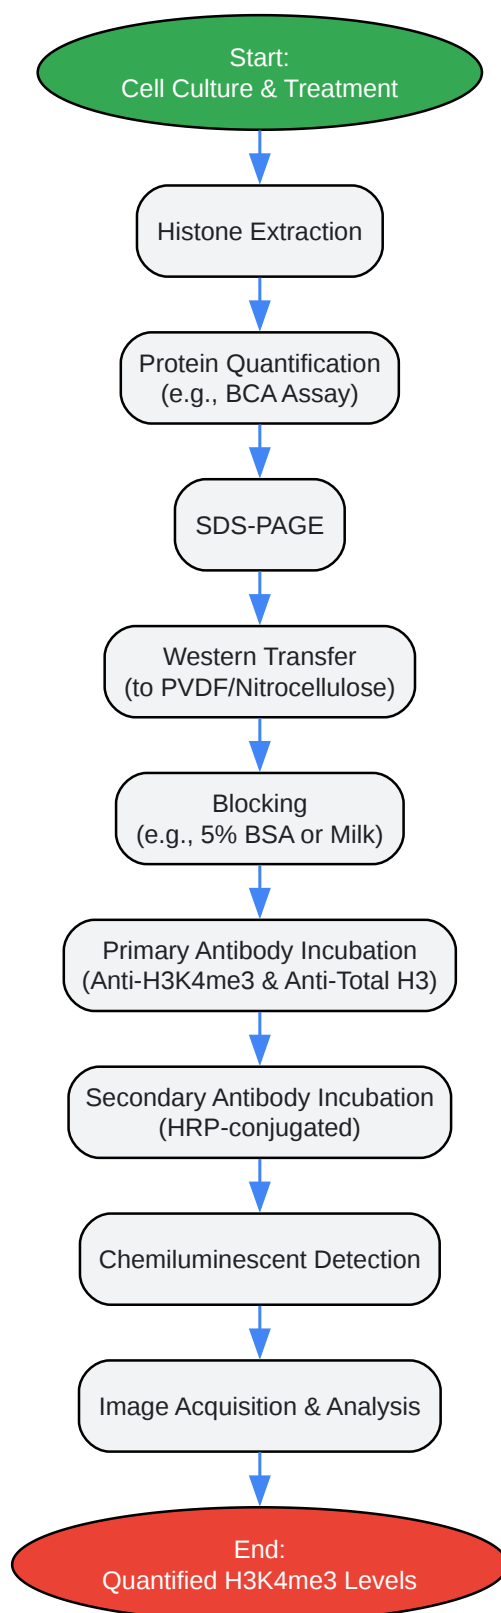 Start:
Cell Culture & Treatment
Histone Extraction
Protein Quantification
(e.g., BCA Assay)
SDS-PAGE
Western Transfer
(to PVDF/Nitrocellulose)
Blocking
(e.g., 5% BSA or Milk)
Primary Antibody Incubation
(Anti-H3K4me3 & Anti-Total H3)
Secondary Antibody Incubation
(HRP-conjugated)
Chemiluminescent Detection
Image Acquisition & Analysis
End:
Quantified H3K4me3 Levels